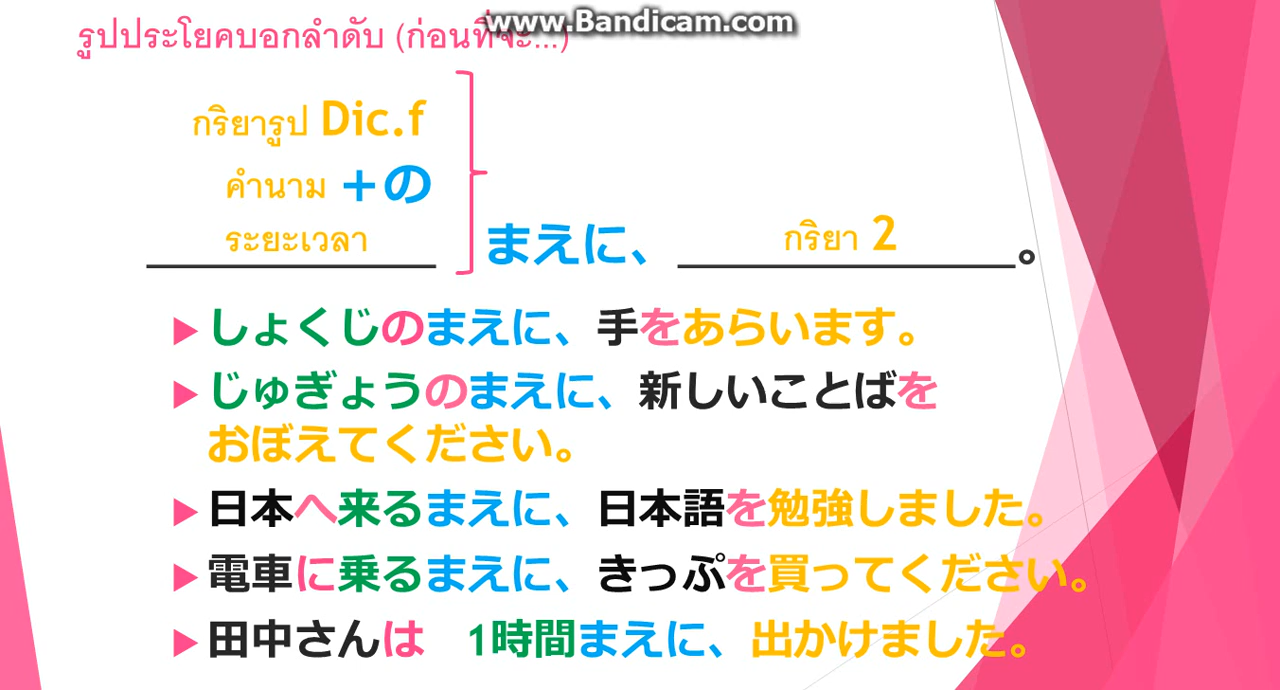 www.Bandicam.com
รูปประโยคบอกลำดับ (ก่อนที่จะ...)
กริยารูป Dic.f
คำนาม +の
ระยะเวลา
まえに、 กริยา 2 。
▶ しょくじのまえに、手をあらいます。
▶ じゅぎょうのまえに、新しいことばを
おぼえてください。
▶ 日本へ来るまえに、日本語を勉強しました。
▶ 電車に乗るまえに、きっぷを買ってください。
▶ 田中さんは 1時間まえに、出かけました。